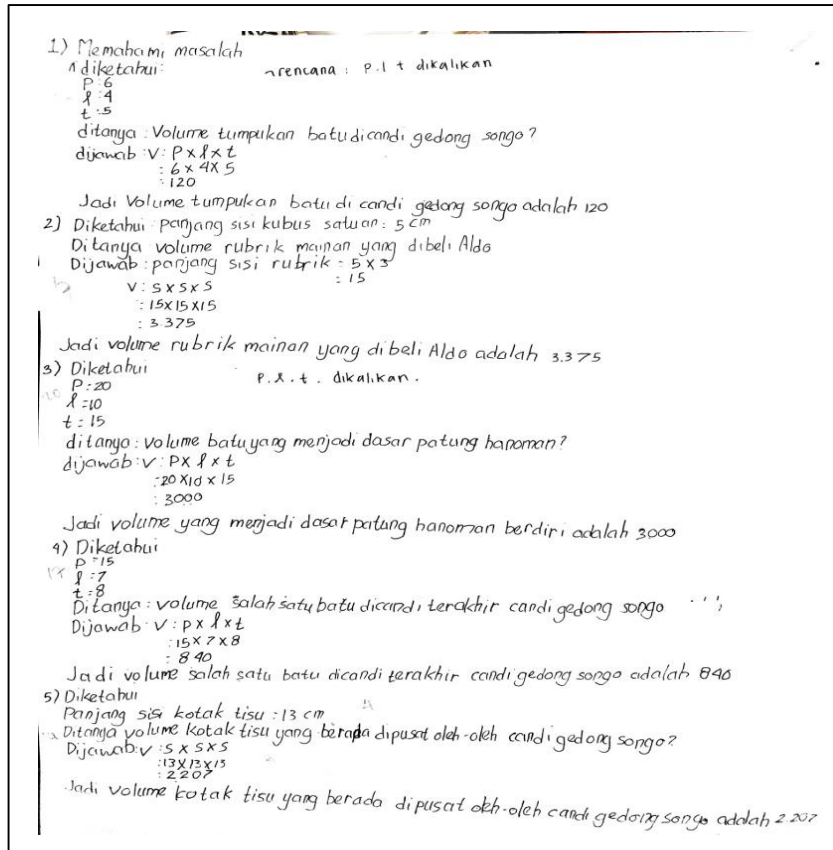 1) Memahami masalah
diketahui: rencana : p.l t dikalikan
P : 6
l : 4
t : 5
ditanya : Volume tumpukan batu dicandi gedong songo?
dijawab : V : P x l x t
: 6 x 4 x 5
: 120
Jadi Volume tumpukan batu di candi gedong songo adalah 120
2) Diketahui panjang sisi kubus satuan : 5 cm
Ditanya volume rubrik mainan yang dibeli Aldo
Dijawab : panjang sisi rubrik = 5 x 3
: 15
V : S x S x S
: 15 x 15 x 15
: 3.375
Jadi volume rubrik mainan yang dibeli Aldo adalah 3.375
3) Diketahui P.l.t. dikalikan.
P : 20
l = 10
t : 15
ditanya : volume batu yang menjadi dasar patung hanoman?
dijawab : V : P x l x t
: 20 x 10 x 15
: 3000
Jadi volume yang menjadi dasar patung hanoman berdiri adalah 3000
4) Diketahui
P = 15
l : 7
t = 8
Ditanya : volume salah satu batu dicandi terakhir candi gedong songo
Dijawab V : p x l x t
: 15 x 7 x 8
: 840
Jadi volume salah satu batu dicandi terakhir candi gedong songo adalah 840
5) Diketahui
Panjang sisi kotak tisu : 13 cm
Ditanya volume kotak tisu yang berada dipusat oleh-oleh candi gedong songo?
Dijawab : V : S x S x S
: 13 x 13 x 13
: 2207
Jadi volume kotak tisu yang berada dipusat oleh-oleh candi gedong songo adalah 2.207